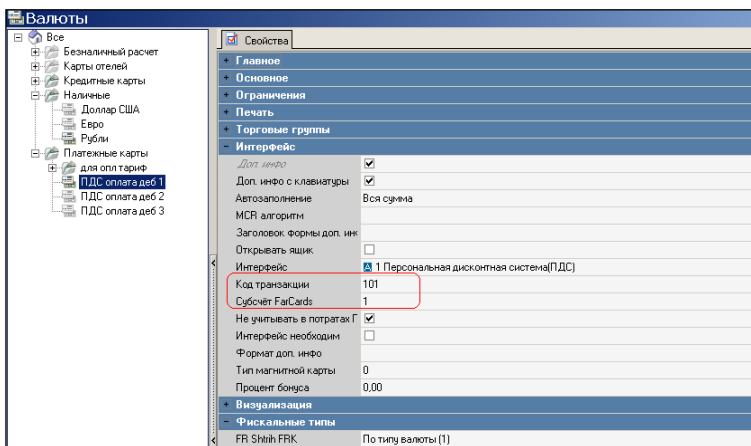 Валюты
Все
Безналичный расчет
Карты отелей
Кредитные карты
Наличные
Доллар США
Евро
Рубли
Платежные карты
для опл тариф
ПДС оплата деб 1
ПДС оплата деб 2
ПДС оплата деб 3
Свойства
+ Главное
+ Основное
+ Ограничения
+ Печать
+ Торговые группы
- Интерфейс
Доп. инфо
Доп. инфо с клавиатуры
Автозаполнение Вся сумма
MCR алгоритм
Заголовок формы доп. инф
Открывать ящик
Интерфейс 1 Персональная дисконтная система(ПДС)
Код транзакции 101
Субсчёт FarCards 1
Не учитывать в потратах Г
Интерфейс необходим
Формат доп. инфо
Тип магнитной карты 0
Процент бонуса 0,00
+ Визуализация
- Фискальные типы
FR Shtrih FRK По типу валюты (1)